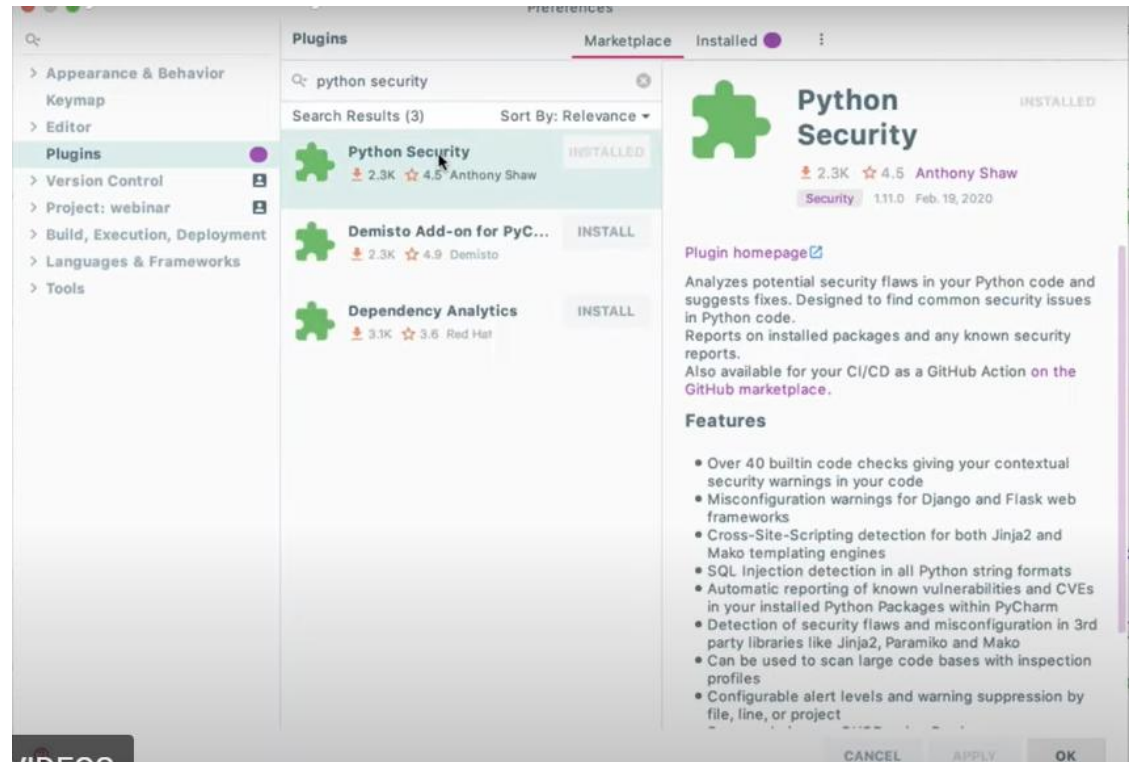 Preferences
Plugins
Marketplace
Installed
Appearance & Behavior
Keymap
Editor
Plugins
Version Control
Project: webinar
Build, Execution, Deployment
Languages & Frameworks
Tools
python security
Search Results (3)
Sort By: Relevance
Python Security
2.3K 4.5 Anthony Shaw
INSTALLED
Demisto Add-on for PyC...
2.3K 4.9 Demisto
INSTALL
Dependency Analytics
3.1K 3.6 Red Hat
INSTALL
Python
Security
INSTALLED
2.3K 4.5 Anthony Shaw
Security 1.11.0 Feb. 19, 2020
Plugin homepage
Analyzes potential security flaws in your Python code and
suggests fixes. Designed to find common security issues
in Python code.
Reports on installed packages and any known security
reports.
Also available for your CI/CD as a GitHub Action on the
GitHub marketplace.
Features
Over 40 builtin code checks giving your contextual
security warnings in your code
Misconfiguration warnings for Django and Flask web
frameworks
Cross-Site-Scripting detection for both Jinja2 and
Mako templating engines
SQL Injection detection in all Python string formats
Automatic reporting of known vulnerabilities and CVEs
in your installed Python Packages within PyCharm
Detection of security flaws and misconfiguration in 3rd
party libraries like Jinja2, Paramiko and Mako
Can be used to scan large code bases with inspection
profiles
Configurable alert levels and warning suppression by
file, line, or project
CANCEL
APPLY
OK